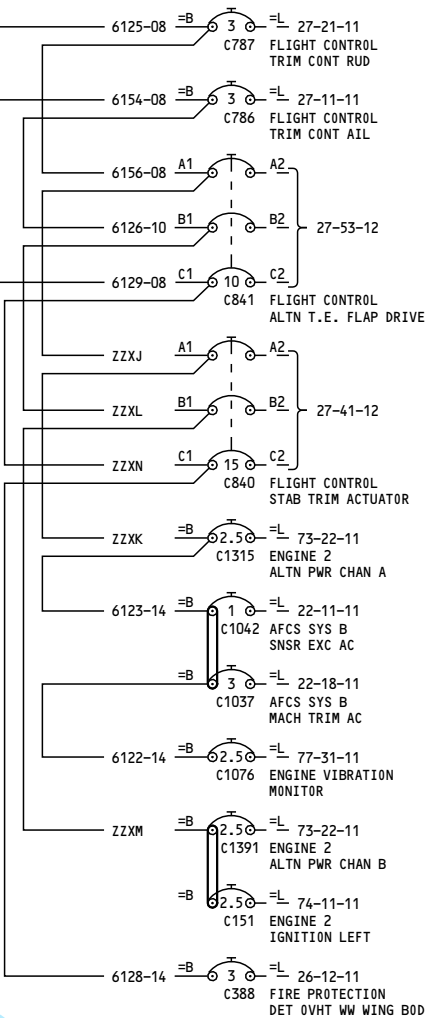 6125-08 =B 3 =L 27-21-11
C787 FLIGHT CONTROL
TRIM CONT RUD
6154-08 =B 3 =L 27-11-11
C786 FLIGHT CONTROL
TRIM CONT AIL
6156-08 A1 A2
6126-10 B1 B2 27-53-12
6129-08 C1 10 C2
C841 FLIGHT CONTROL
ALTN T.E. FLAP DRIVE
ZZXJ A1 A2
ZZXL B1 B2 27-41-12
ZZXN C1 15 C2
C840 FLIGHT CONTROL
STAB TRIM ACTUATOR
ZZXK =B 2.5 =L 73-22-11
C1315 ENGINE 2
ALTN PWR CHAN A
6123-14 =B 1 =L 22-11-11
C1042 AFCS SYS B
SNSR EXC AC
=B 3 =L 22-18-11
C1037 AFCS SYS B
MACH TRIM AC
6122-14 =B 2.5 =L 77-31-11
C1076 ENGINE VIBRATION
MONITOR
ZZXM =B 2.5 =L 73-22-11
C1391 ENGINE 2
ALTN PWR CHAN B
=B 2.5 =L 74-11-11
C151 ENGINE 2
IGNITION LEFT
6128-14 =B 3 =L 26-12-11
C388 FIRE PROTECTION
DET OVHT WW WING BOD